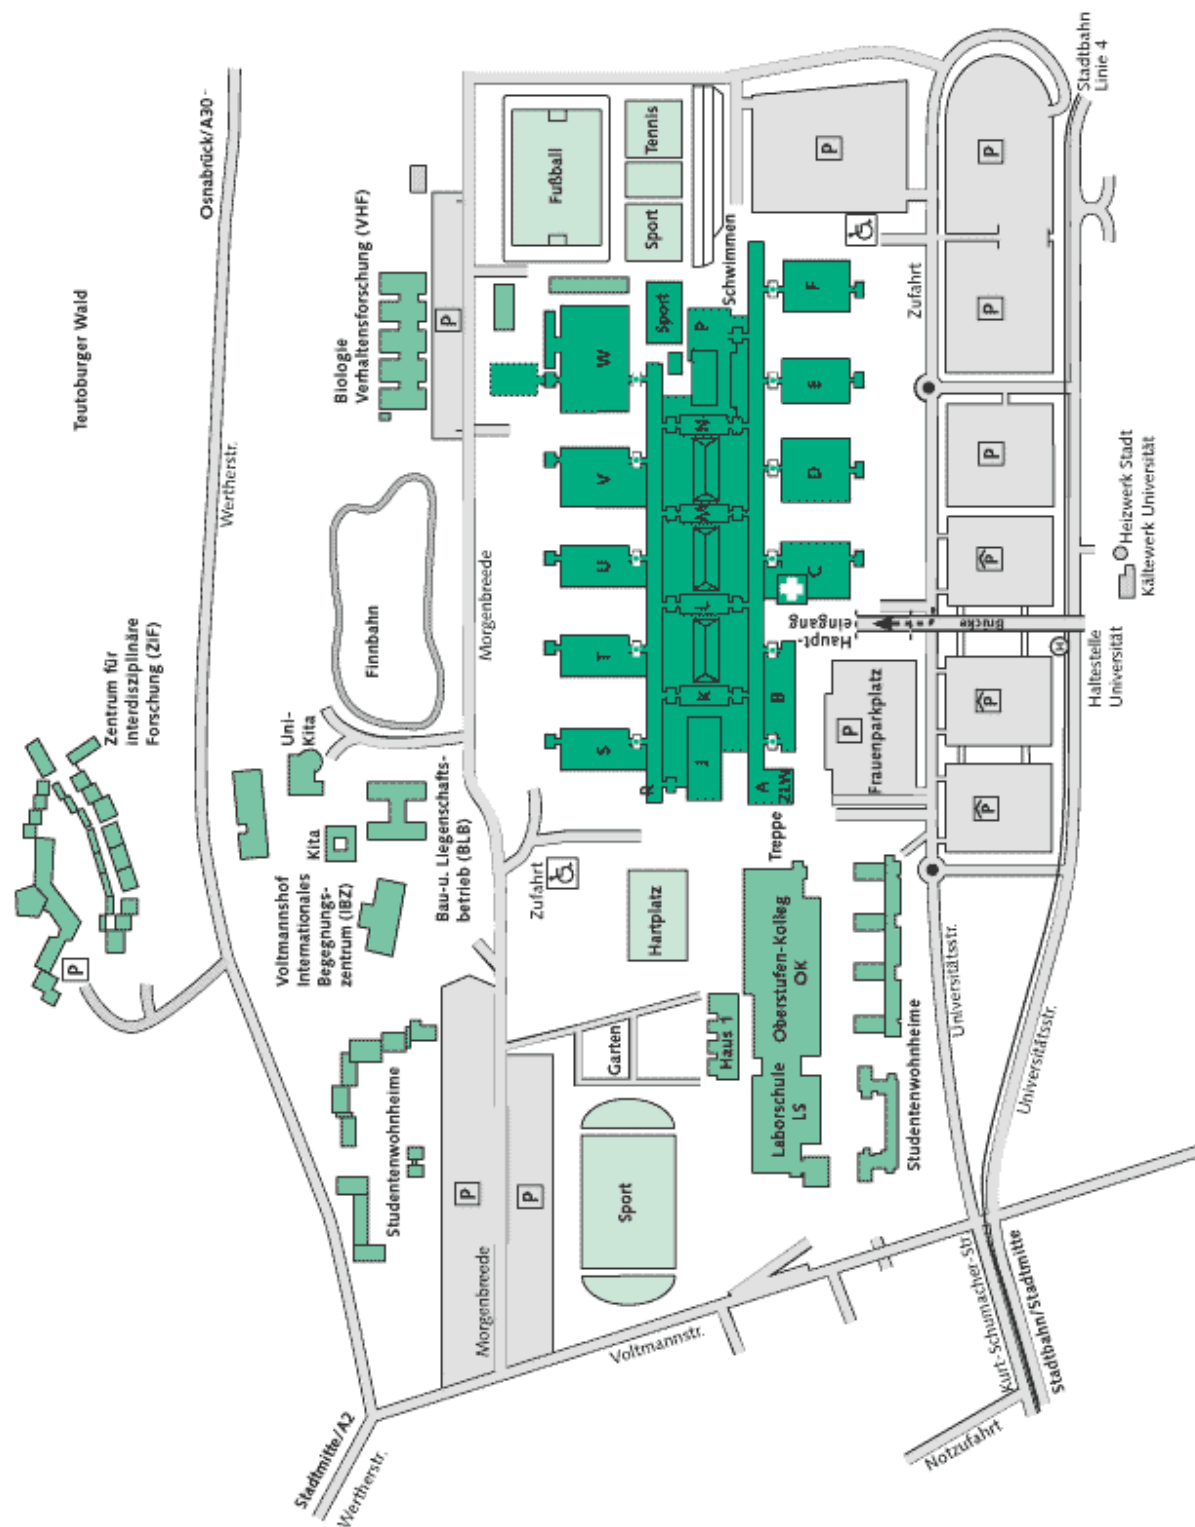 Teutoburger Wald
Osnabrück/A30
Wertherstr.
Zentrum für
interdisziplinäre
Forschung (ZiF)
P
Biologie
Verhaltensforschung (VHF)
P
Finnbahn
Uni-
Kita
Kita
Voltmannshof
Internationales
Begegnungs-
zentrum (IBZ)
Bau-u. Liegenschafts-
betrieb (BLB)
Studentenwohnheime
Stadtmitte/A2
Wertherstr.
Morgenbreede
Morgenbreede
P
P
Fußball
Tennis
Sport
Schwimmen
Sport
W
V
U
T
S
R
P
N
M
L
K
J
F
E
D
C
B
A
ZLW
Haupt-
eingang
Brücke
Treppe
Zufahrt
Hartplatz
Garten
Haus 1
Sport
Oberstufen-Kolleg
OK
Laborschule
LS
Studentenwohnheime
Voltmannstr.
Frauenparkplatz
P
Zufahrt
P
P
P
P
P
P
P
H
Haltestelle
Universität
Heizwerk Stadt
Kältewerk Universität
Stadtbahn
Linie 4
Universitätsstr.
Universitätsstr.
Kurt-Schumacher-Str.
Stadtbahn/Stadtmitte
Notzufahrt